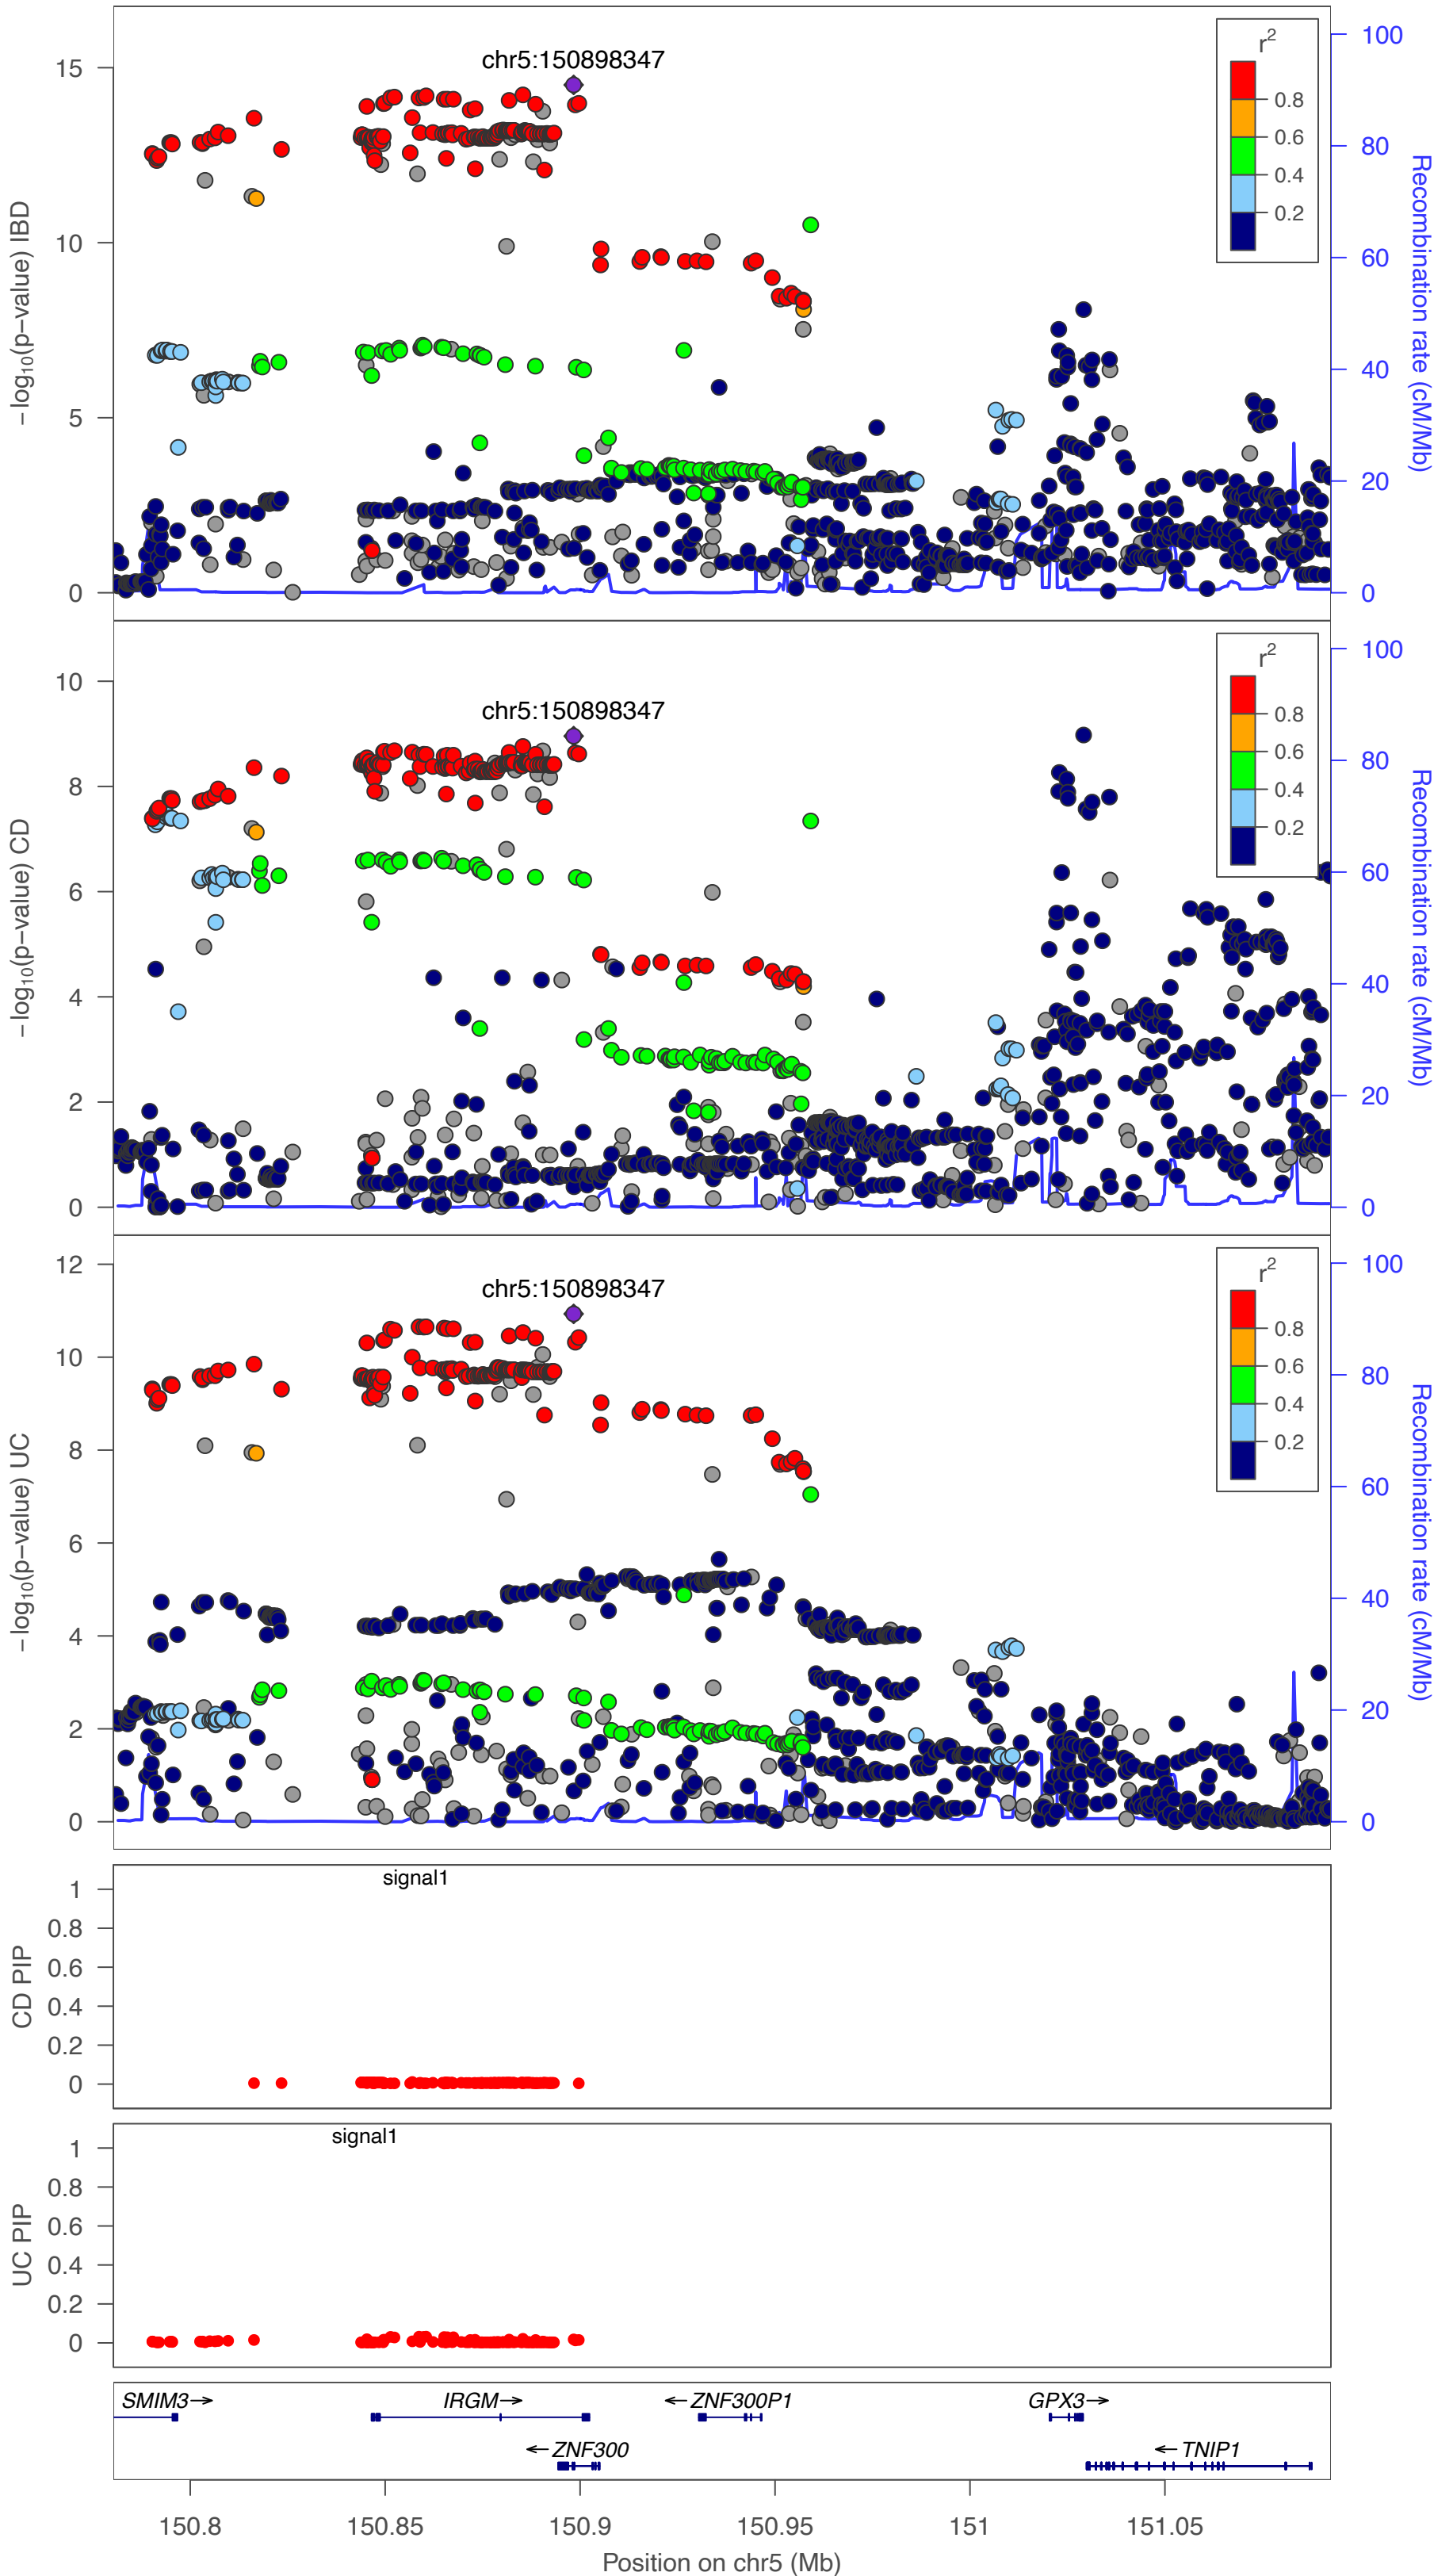 chr5:150898347
r2
0.8
0.6
0.4
0.2
15
10
5
0
−log10(p−value) IBD
100
80
60
40
20
0
Recombination rate (cM/Mb)
chr5:150898347
r2
0.8
0.6
0.4
0.2
10
8
6
4
2
0
−log10(p−value) CD
100
80
60
40
20
0
Recombination rate (cM/Mb)
chr5:150898347
r2
0.8
0.6
0.4
0.2
12
10
8
6
4
2
0
−log10(p−value) UC
100
80
60
40
20
0
Recombination rate (cM/Mb)
signal1
1
0.8
0.6
0.4
0.2
0
CD PIP
signal1
1
0.8
0.6
0.4
0.2
0
UC PIP
SMIM3→ IRGM→ ←ZNF300P1 GPX3→
←ZNF300 ←TNIP1
150.8 150.85 150.9 150.95 151 151.05
Position on chr5 (Mb)